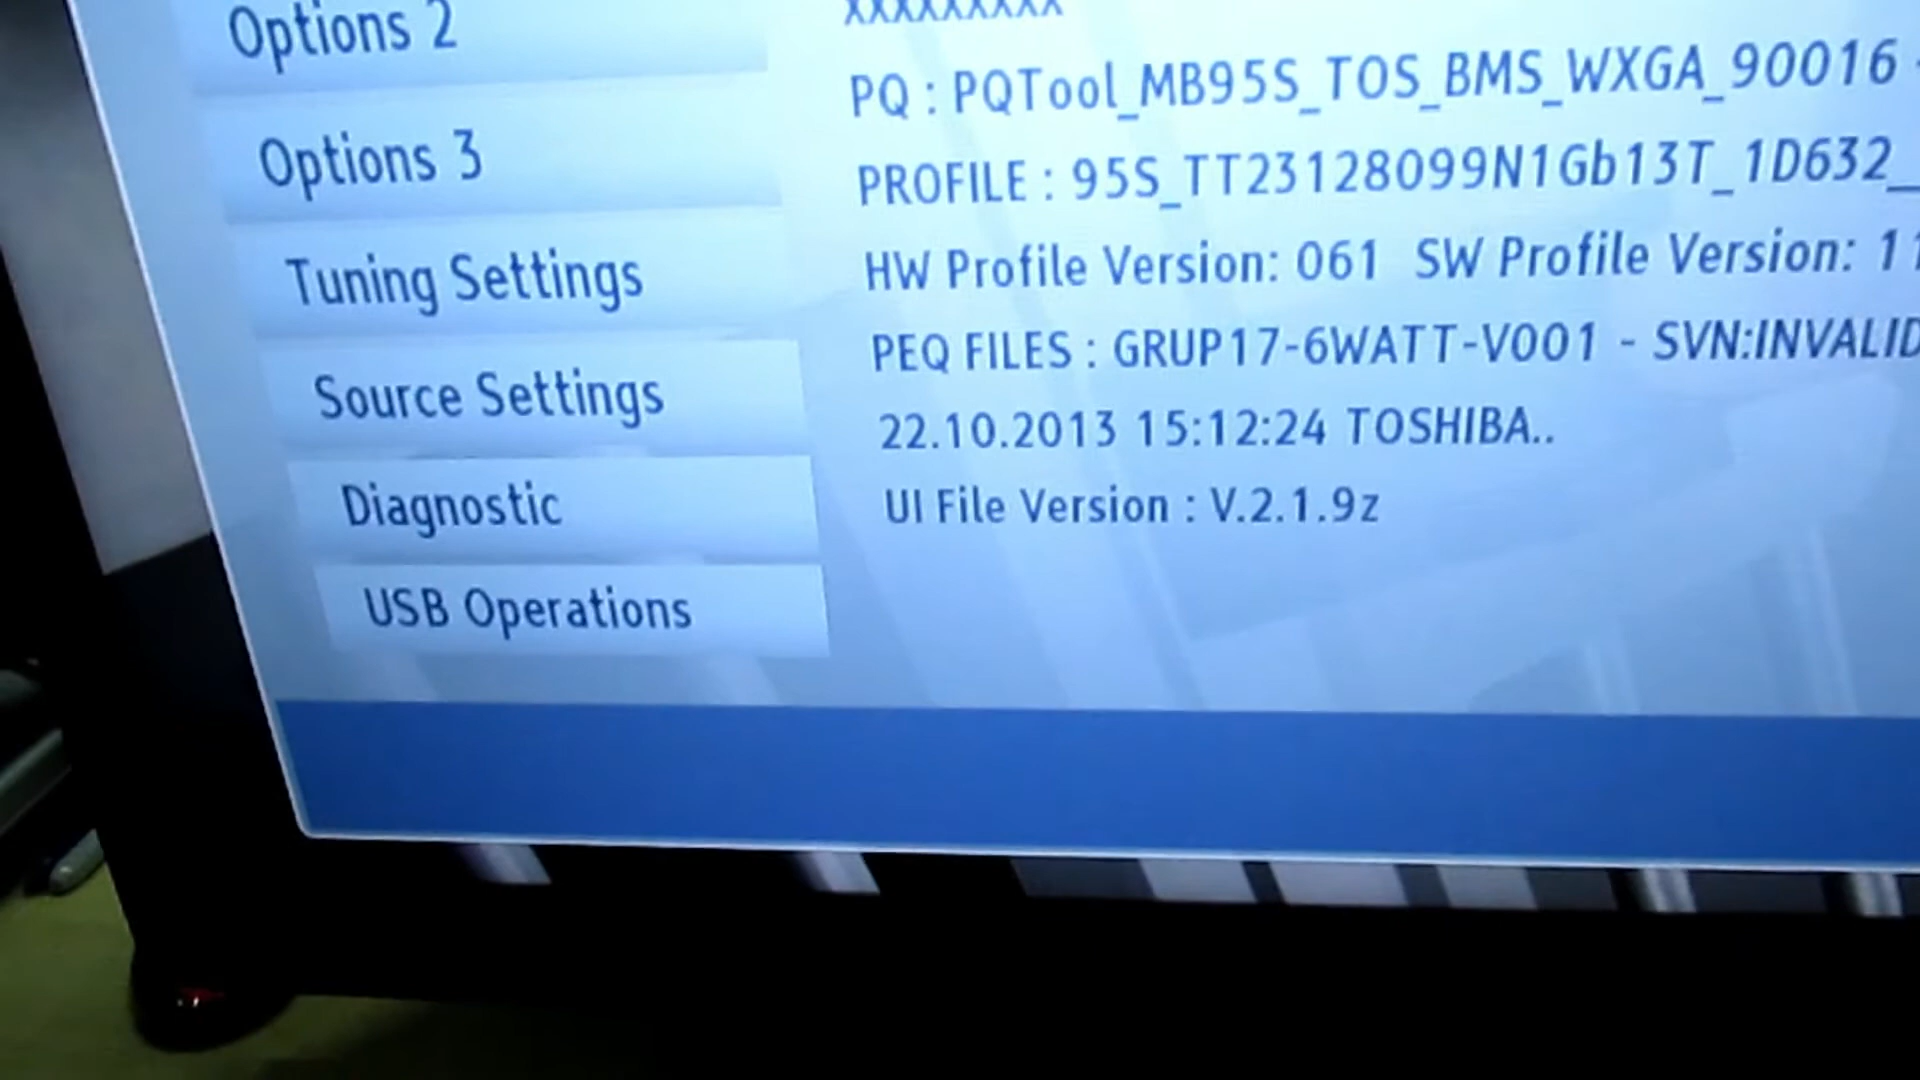 Options 2
Options 3
Tuning Settings
Source Settings
Diagnostic
USB Operations
xxxxxxxxx
PQ : PQTool_MB95S_TOS_BMS_WXGA_90016 -
PROFILE : 95S_TT23128099N1Gb13T_1D632_
HW Profile Version: 061 SW Profile Version: 11
PEQ FILES : GRUP17-6WATT-V001 - SVN:INVALID
22.10.2013 15:12:24 TOSHIBA..
UI File Version : V.2.1.9z